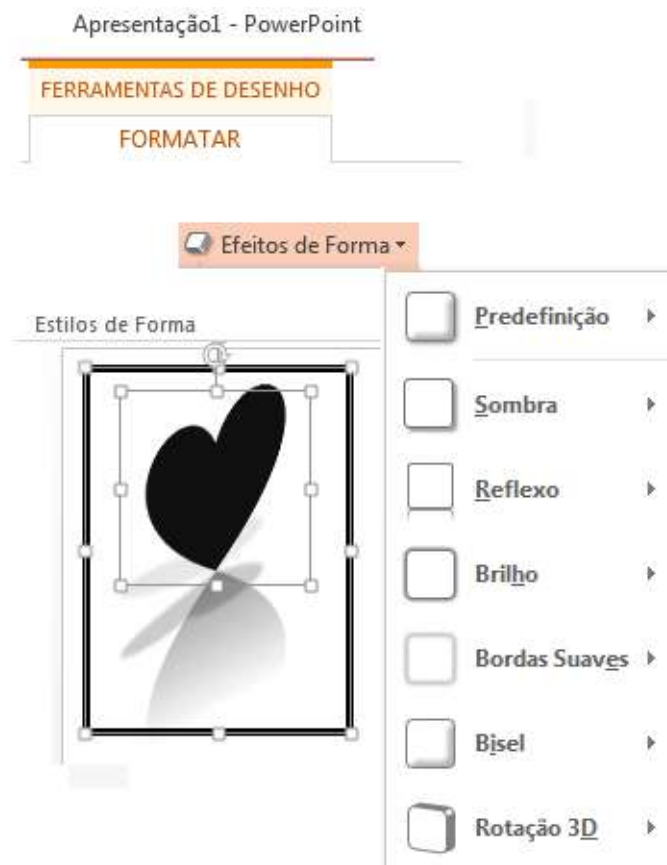 Apresentação1 - PowerPoint
FERRAMENTAS DE DESENHO
FORMATAR
Efeitos de Forma
Estilos de Forma
Predefinição
Sombra
Reflexo
Brilho
Bordas Suaves
Bisel
Rotação 3D